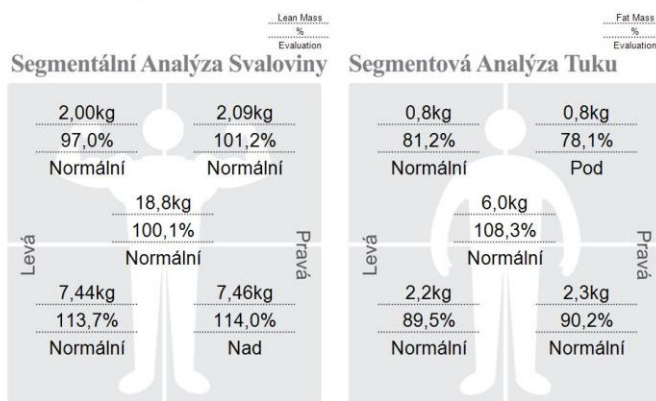 Lean Mass
%
Evaluation
Segmentální Analýza Svaloviny
2,00kg
97,0%
Normální
2,09kg
101,2%
Normální
18,8kg
100,1%
Normální
Levá
Pravá
7,44kg
113,7%
Normální
7,46kg
114,0%
Nad
Fat Mass
%
Evaluation
Segmentová Analýza Tuku
0,8kg
81,2%
Normální
0,8kg
78,1%
Pod
6,0kg
108,3%
Normální
Levá
Pravá
2,2kg
89,5%
Normální
2,3kg
90,2%
Normální